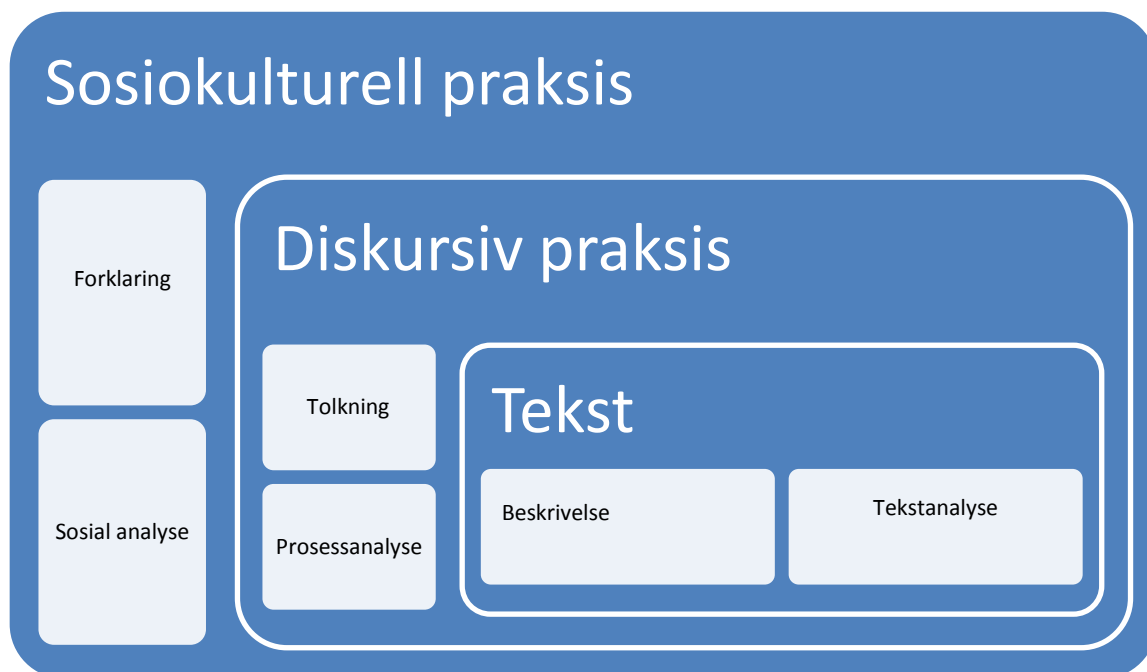 Sosiokulturell praksis
Forklaring
Sosial analyse
Diskursiv praksis
Tolkning
Prosessanalyse
Tekst
Beskrivelse
Tekstanalyse